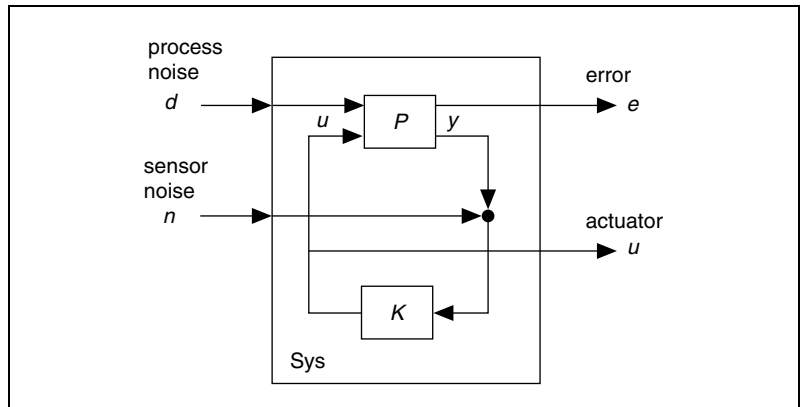 process
noise
d
u
P
y
error
e
sensor
noise
n
actuator
u
K
Sys